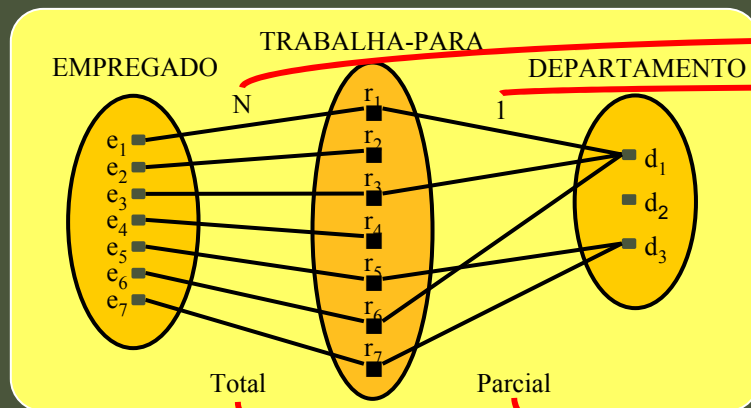 TRABALHA-PARA
EMPREGADO
DEPARTAMENTO
N
1
e1
e2
e3
e4
e5
e6
e7
r1
r2
r3
r4
r5
r6
r7
d1
d2
d3
Total
Parcial